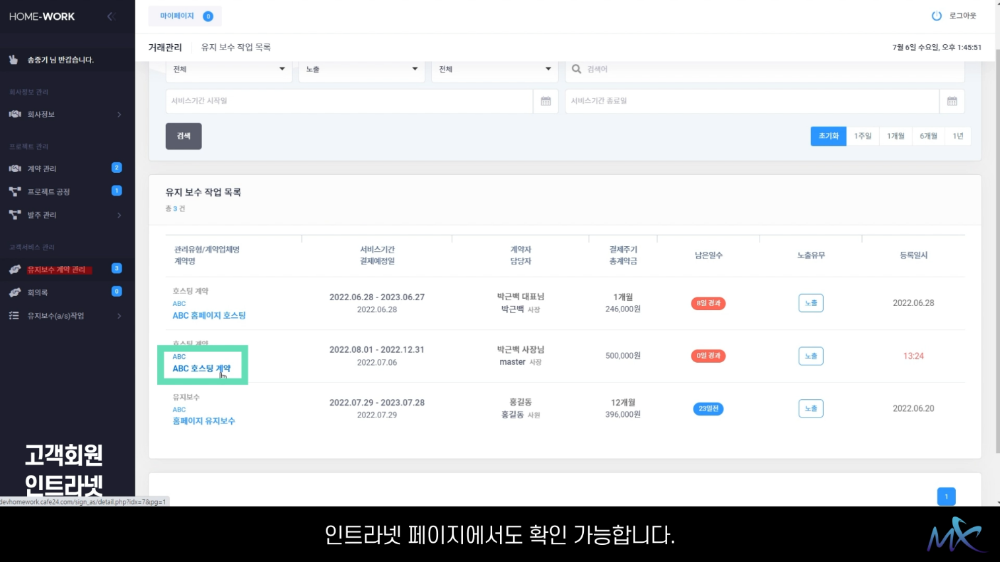 HOME-WORK
마이페이지 0
로그아웃
거래관리 유지 보수 작업 목록
7월 6일 수요일, 오후 1:45:51
송중기 님 반갑습니다.
회사정보 관리
회사정보
프로젝트 관리
계약 관리 2
프로젝트 공정 1
발주 관리
고객서비스 관리
유지보수 계약 관리 3
회의록 0
유지보수(a/s)작업
고객회원
인트라넷
devhomework.cafe24.com/sign_as/detail.php?idx=7&pg=1
전체 노출 전체 검색어
서비스기간 시작일 서비스기간 종료일
검색
초기화 1주일 1개월 6개월 1년
유지 보수 작업 목록
총 3 건
관리유형/계약업체명
계약명
서비스기간
결제예정일
계약자
담당자
결제주기
총계약금
남은일수
노출유무
등록일시
호스팅 계약
ABC
ABC 홈페이지 호스팅
2022.06.28 - 2023.06.27
2022.06.28
박근백 대표님
박근백 사장
1개월
246,000원
8일 경과
노출
2022.06.28
호스팅 계약
ABC
ABC 호스팅 계약
2022.08.01 - 2022.12.31
2022.07.06
박근백 사장님
master 사장
500,000원
0일 경과
노출
13:24
유지보수
ABC
홈페이지 유지보수
2022.07.29 - 2023.07.28
2022.07.29
홍길동
홍길동 사원
12개월
396,000원
23일전
노출
2022.06.20
1
인트라넷 페이지에서도 확인 가능합니다.
MX